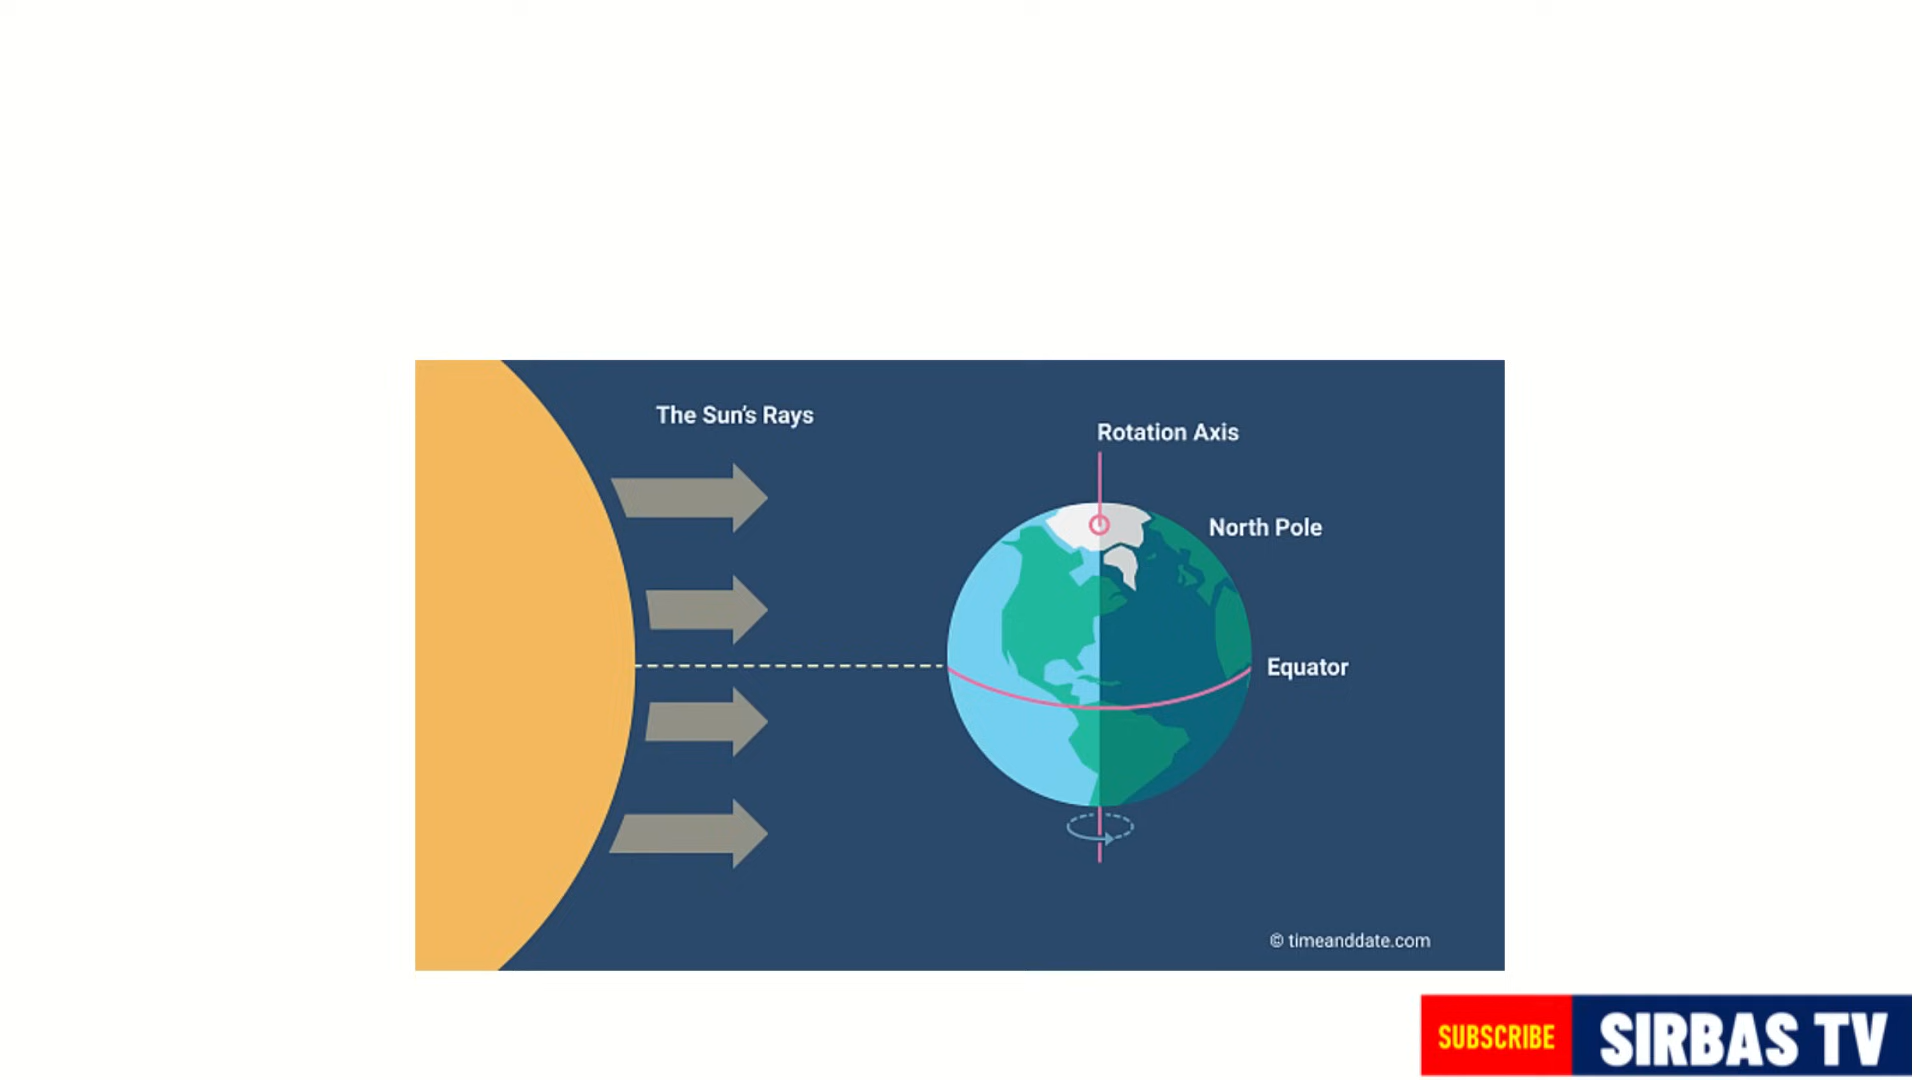 The Sun's Rays
Rotation Axis
North Pole
Equator
© timeanddate.com
SUBSCRIBE SIRBAS TV